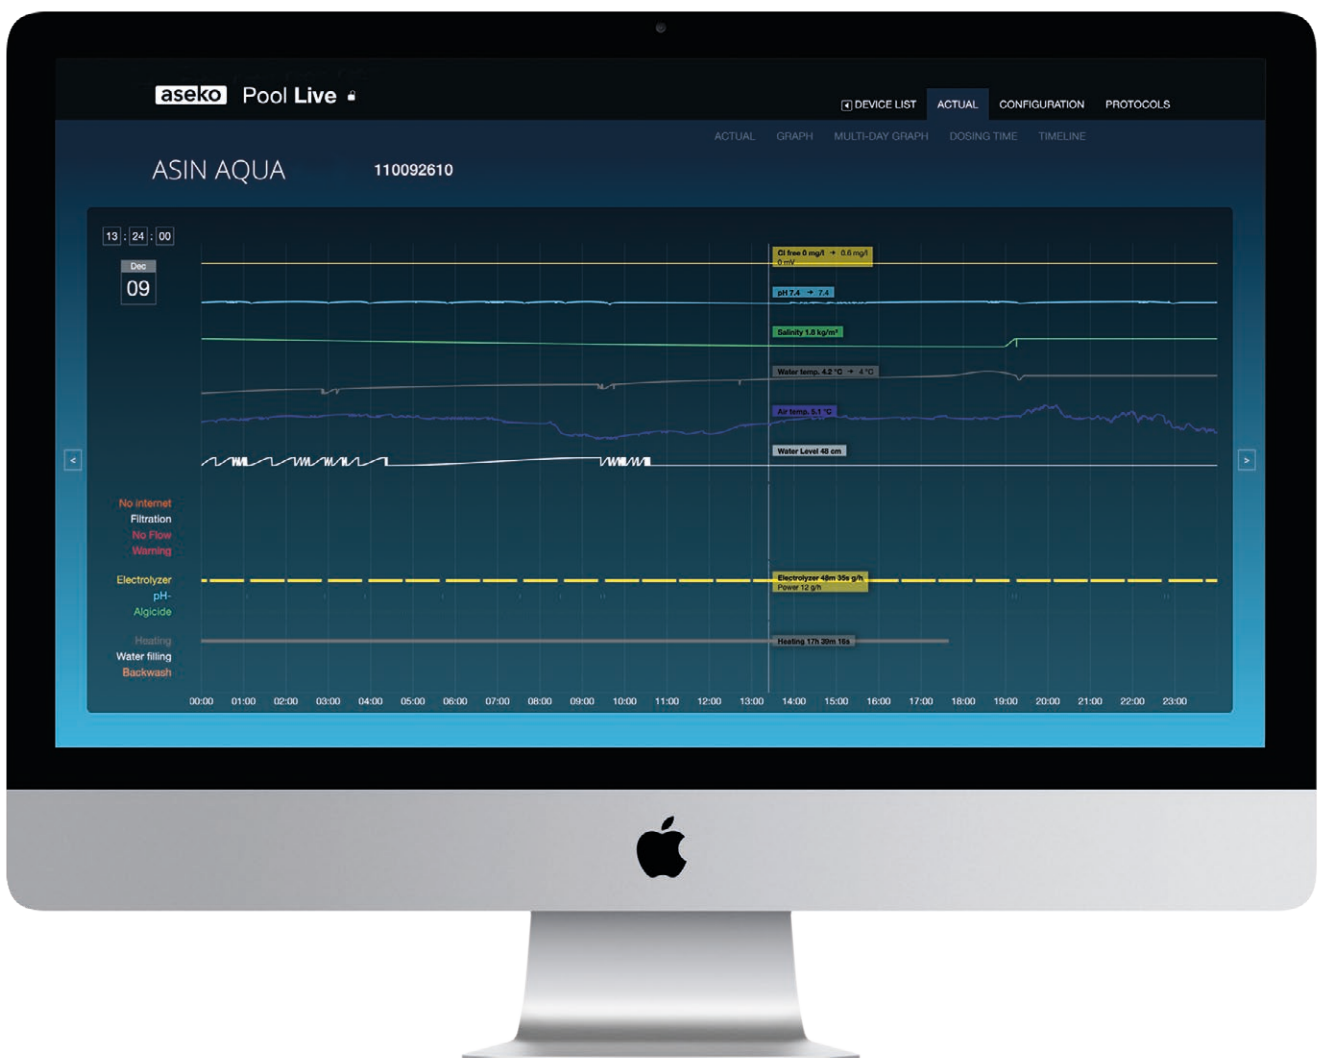 aseko Pool Live
DEVICE LIST ACTUAL CONFIGURATION PROTOCOLS
ACTUAL GRAPH MULTI-DAY GRAPH DOSING TIME TIMELINE
ASIN AQUA 110092610
13 : 24 : 00
Dec
09
Cl free 0 mg/l → 0.6 mg/l
0 mV
pH 7.4 → 7.4
Salinity 1.8 kg/m³
Water temp. 4.2 °C → 4 °C
Air temp. 5.1 °C
Water Level 48 cm
< >
No internet
Filtration
No Flow
Warning
Electrolyzer
Electrolyzer 48m 35s g/h
Power 12 g/h
pH-
Algicide
Heating
Heating 17h 39m 16s
Water filling
Backwash
00:00 01:00 02:00 03:00 04:00 05:00 06:00 07:00 08:00 09:00 10:00 11:00 12:00 13:00 14:00 15:00 16:00 17:00 18:00 19:00 20:00 21:00 22:00 23:00